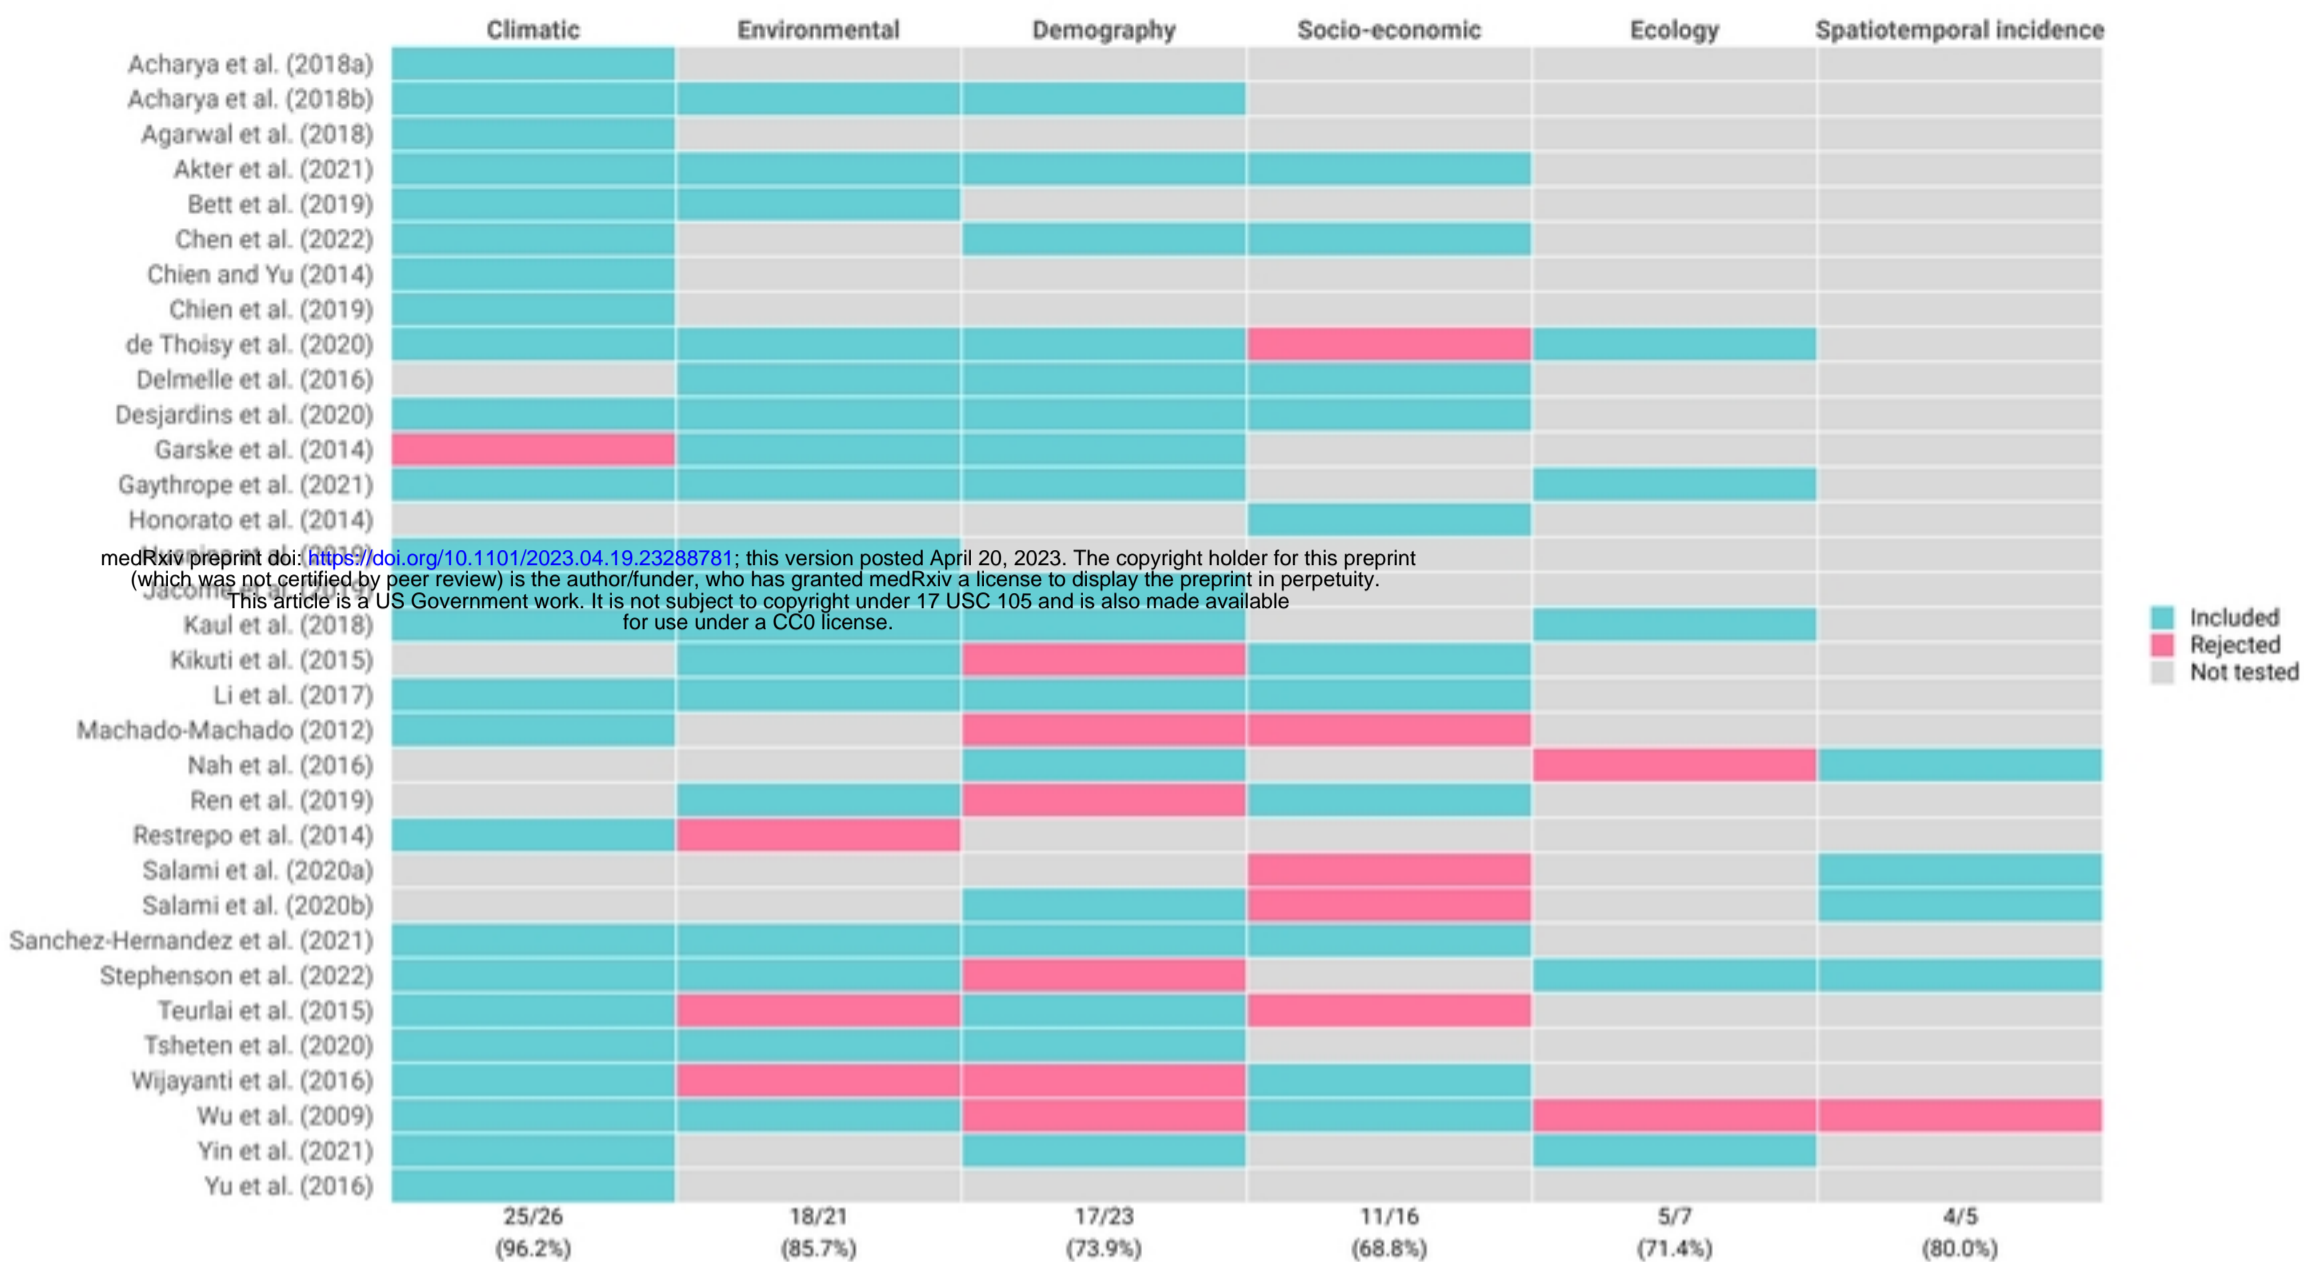 Climatic Environmental Demography Socio-economic Ecology Spatiotemporal incidence
Acharya et al. (2018a)
Acharya et al. (2018b)
Agarwal et al. (2018)
Akter et al. (2021)
Bett et al. (2019)
Chen et al. (2022)
Chien and Yu (2014)
Chien et al. (2019)
de Thoisy et al. (2020)
Delmelle et al. (2016)
Desjardins et al. (2020)
Garske et al. (2014)
Gaythrope et al. (2021)
Honorato et al. (2014)
et al. (2019)
medRxiv preprint doi: https://doi.org/10.1101/2023.04.19.23288781; this version posted April 20, 2023. The copyright holder for this preprint
(which was not certified by peer review) is the author/funder, who has granted medRxiv a license to display the preprint in perpetuity.
Jacome et al. (2019)
This article is a US Government work. It is not subject to copyright under 17 USC 105 and is also made available
for use under a CC0 license.
Kaul et al. (2018)
Kikuti et al. (2015)
Li et al. (2017)
Machado-Machado (2012)
Nah et al. (2016)
Ren et al. (2019)
Restrepo et al. (2014)
Salami et al. (2020a)
Salami et al. (2020b)
Sanchez-Hernandez et al. (2021)
Stephenson et al. (2022)
Teurlai et al. (2015)
Tsheten et al. (2020)
Wijayanti et al. (2016)
Wu et al. (2009)
Yin et al. (2021)
Yu et al. (2016)
25/26 18/21 17/23 11/16 5/7 4/5
(96.2%) (85.7%) (73.9%) (68.8%) (71.4%) (80.0%)
Included
Rejected
Not tested